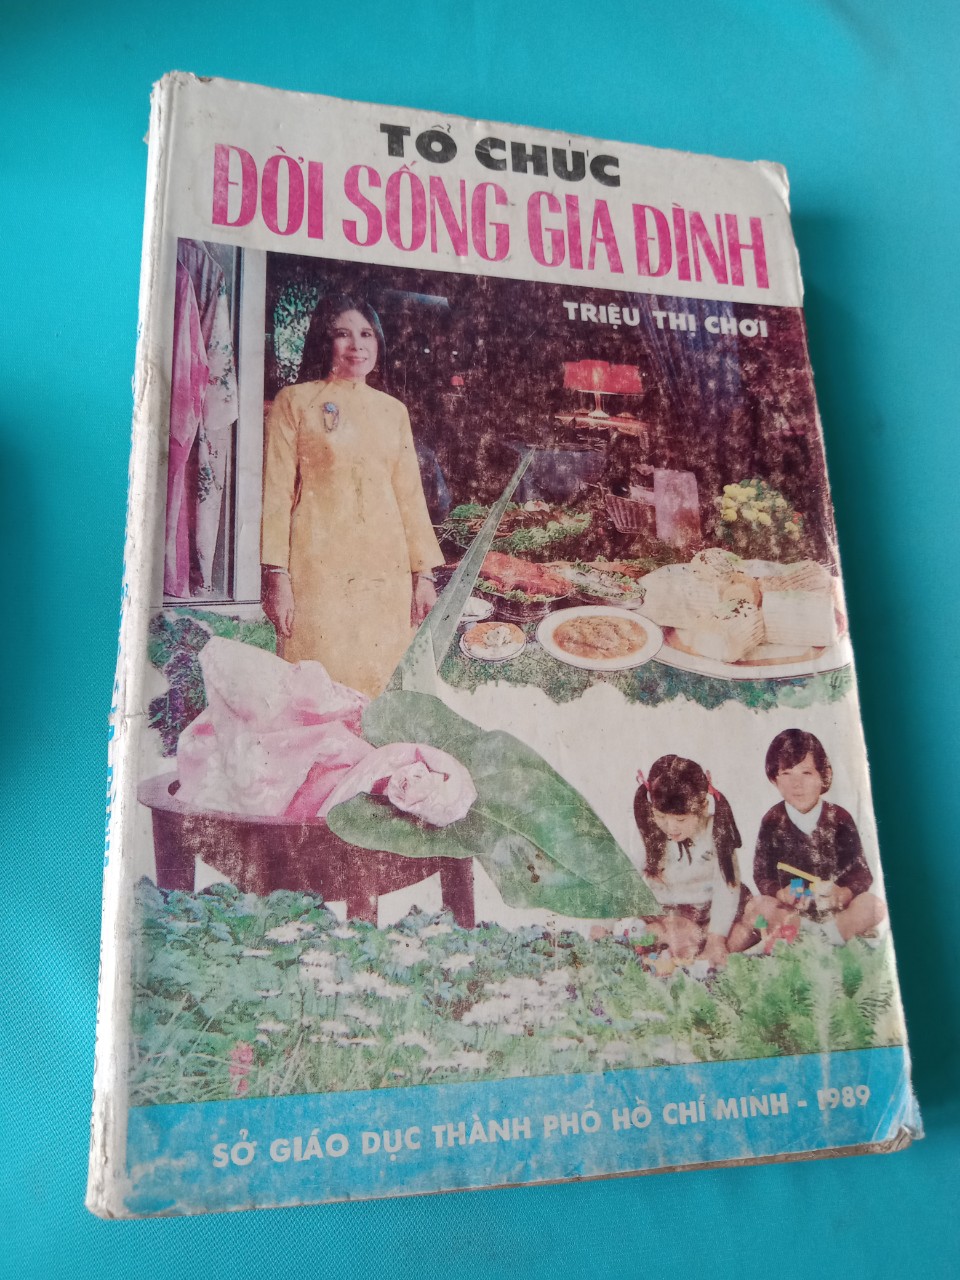 TỔ CHỨC
ĐỜI SỐNG GIA ĐÌNH
TRIỆU THỊ CHƠI
SỞ GIÁO DỤC THÀNH PHỐ HỒ CHÍ MINH - 1989